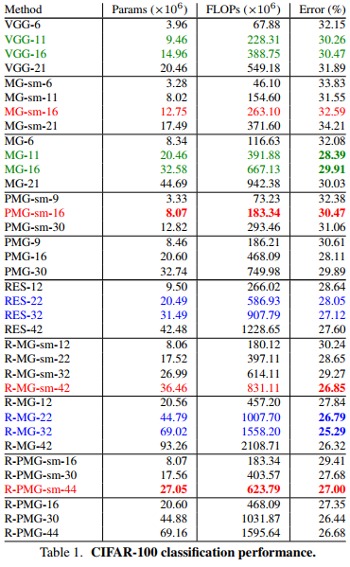 Method Params (×10⁶) FLOPs (×10⁶) Error (%)
VGG-6 3.96 67.88 32.15
VGG-11 9.46 228.31 30.26
VGG-16 14.96 388.75 30.47
VGG-21 20.46 549.18 31.89
MG-sm-6 3.28 46.10 33.83
MG-sm-11 8.02 154.60 31.55
MG-sm-16 12.75 263.10 32.59
MG-sm-21 17.49 371.60 34.21
MG-6 8.34 116.63 32.08
MG-11 20.46 391.88 28.39
MG-16 32.58 667.13 29.91
MG-21 44.69 942.38 30.03
PMG-sm-9 3.33 73.23 32.38
PMG-sm-16 8.07 183.34 30.47
PMG-sm-30 12.82 293.46 31.06
PMG-9 8.46 186.21 30.61
PMG-16 20.60 468.09 28.11
PMG-30 32.74 749.98 29.89
RES-12 9.50 266.02 28.64
RES-22 20.49 586.93 28.05
RES-32 31.49 907.79 27.12
RES-42 42.48 1228.65 27.60
R-MG-sm-12 8.06 180.12 30.24
R-MG-sm-22 17.52 397.11 28.65
R-MG-sm-32 26.99 614.11 29.27
R-MG-sm-42 36.46 831.11 26.85
R-MG-12 20.56 457.20 27.84
R-MG-22 44.79 1007.70 26.79
R-MG-32 69.02 1558.20 25.29
R-MG-42 93.26 2108.71 26.32
R-PMG-sm-16 8.07 183.34 29.41
R-PMG-sm-30 17.56 403.57 27.68
R-PMG-sm-44 27.05 623.79 27.00
R-PMG-16 20.60 468.09 27.35
R-PMG-30 44.88 1031.87 26.44
R-PMG-44 69.16 1595.64 26.68
Table 1. CIFAR-100 classification performance.